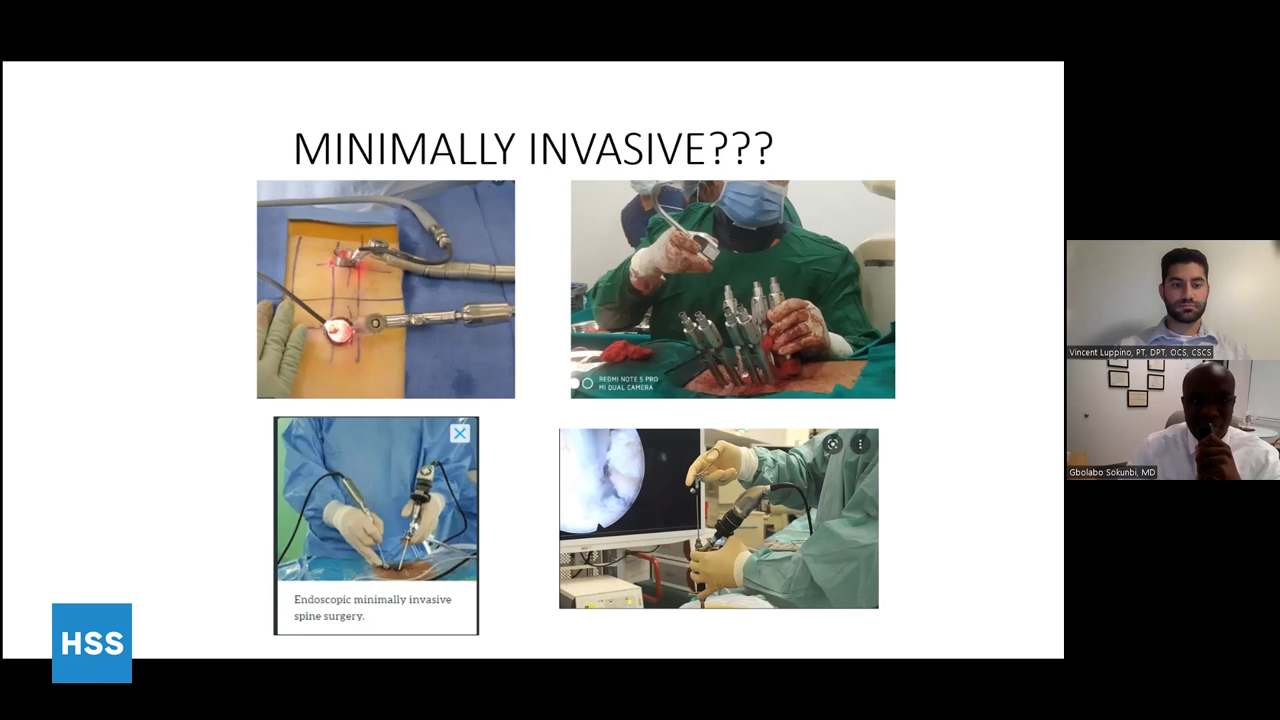 MINIMALLY INVASIVE???
REDMI NOTE 5 PRO
MI DUAL CAMERA
Endoscopic minimally invasive
spine surgery.
Vincent Luppino, PT, DPT, OCS, CSCS
Gbolabo Sokunbi, MD
HSS